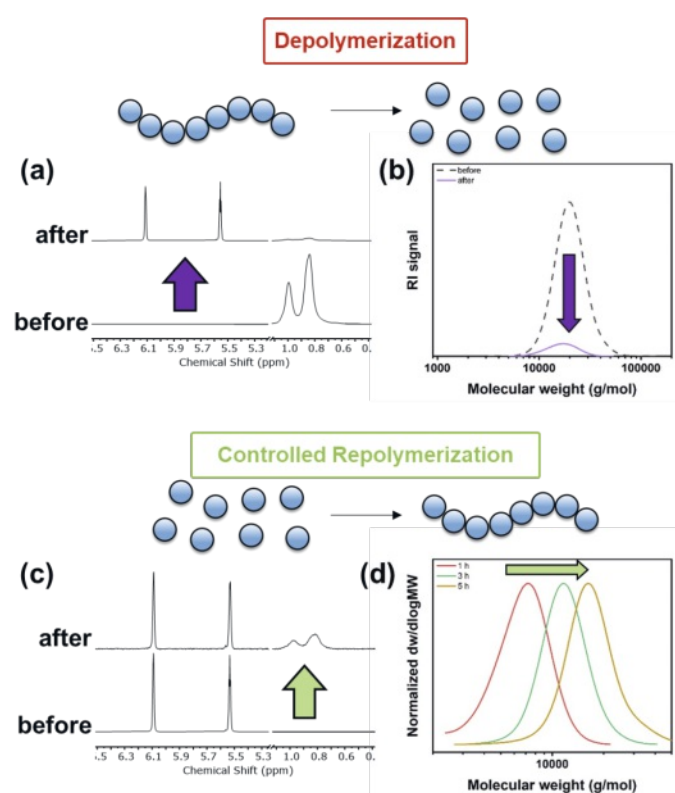 Depolymerization
(a)
after
before
.5 6.3 6.1 5.9 5.7 5.5 5.3 1.0 0.8 0.6 0.4
Chemical Shift (ppm)
(b)
before
after
RI signal
1000 10000 100000
Molecular weight (g/mol)
Controlled Repolymerization
(c)
after
before
.5 6.3 6.1 5.9 5.7 5.5 5.3 1.0 0.8 0.6 0.4
Chemical Shift (ppm)
(d)
1 h
3 h
5 h
Normalized dw/dlogMW
10000
Molecular weight (g/mol)